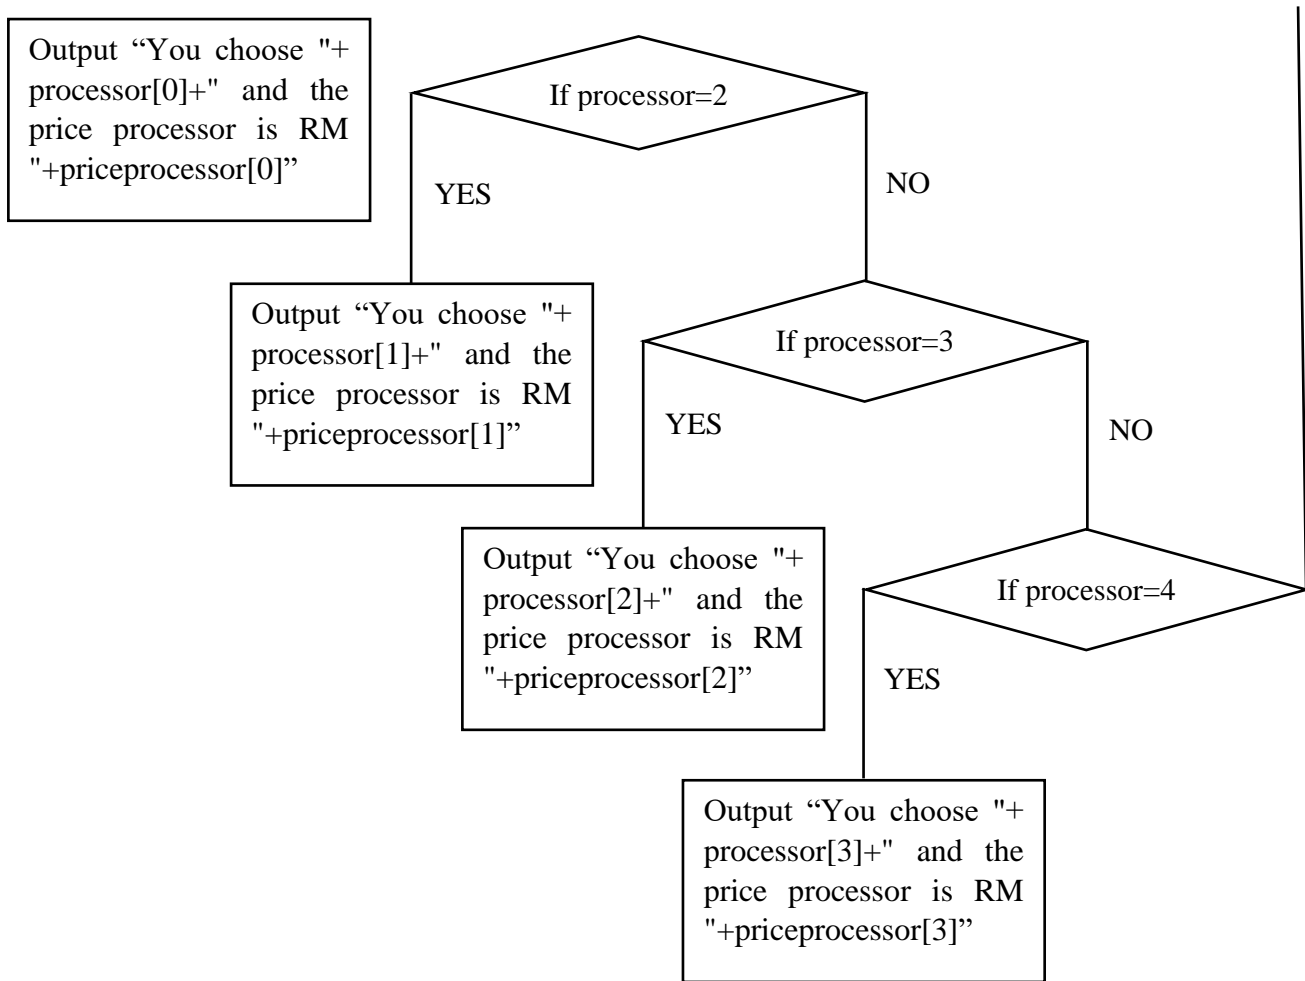 Output “You choose "+
processor[0]+" and the
price processor is RM
"+priceprocessor[0]”
If processor=2
YES
NO
Output “You choose "+
processor[1]+" and the
price processor is RM
"+priceprocessor[1]”
If processor=3
YES
NO
Output “You choose "+
processor[2]+" and the
price processor is RM
"+priceprocessor[2]”
If processor=4
YES
Output “You choose "+
processor[3]+" and the
price processor is RM
"+priceprocessor[3]”